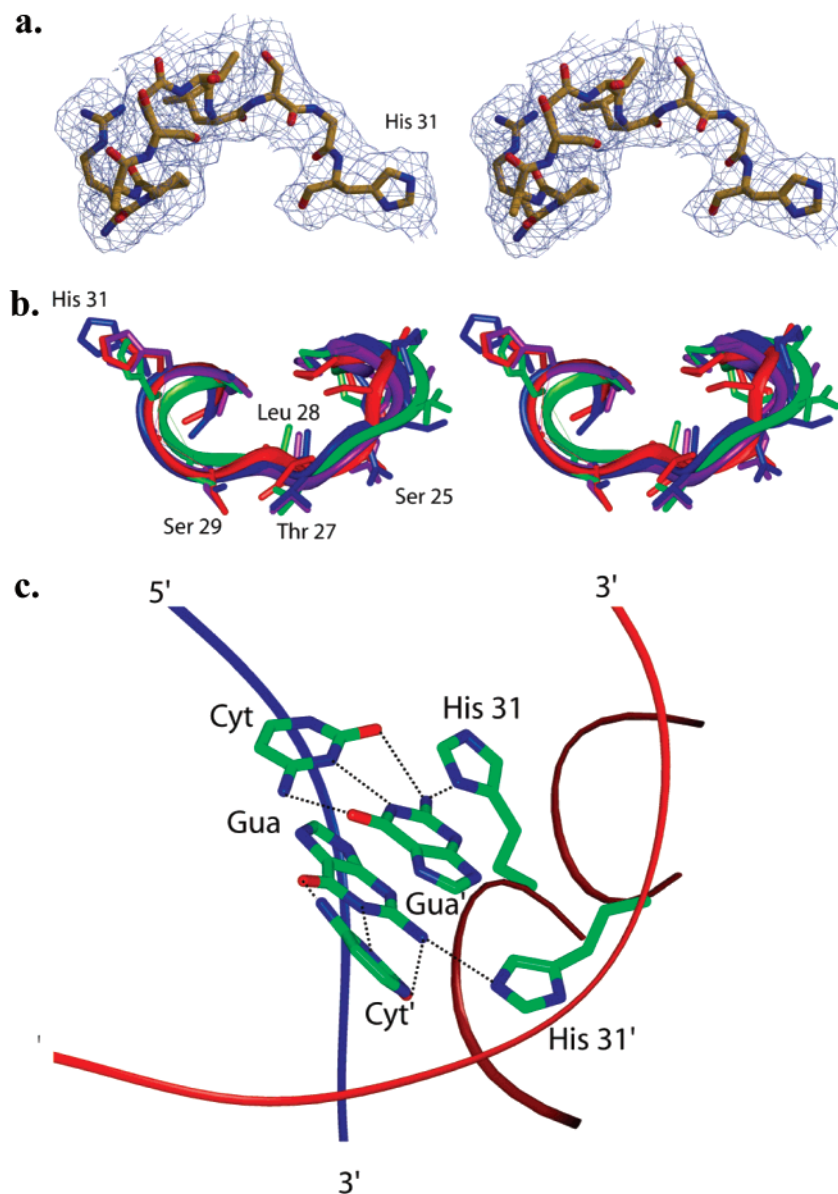 a.
His 31
b.
His 31
Leu 28
Ser 25
Ser 29
Thr 27
c.
5'
3'
Cyt
His 31
Gua
Gua'
Cyt'
His 31'
'
3'